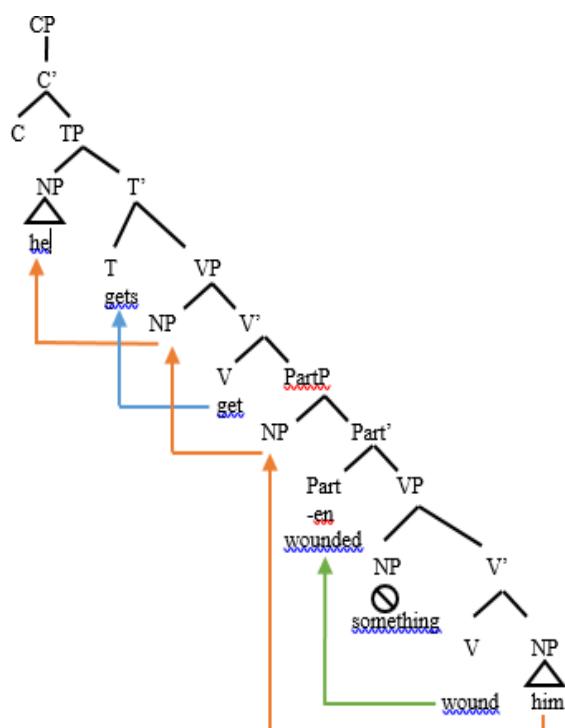 CP
C’
C TP
NP T’
he
T VP
gets
NP V’
V PartP
get
NP Part’
Part VP
-en
wounded
NP V’
something
V NP
wound him